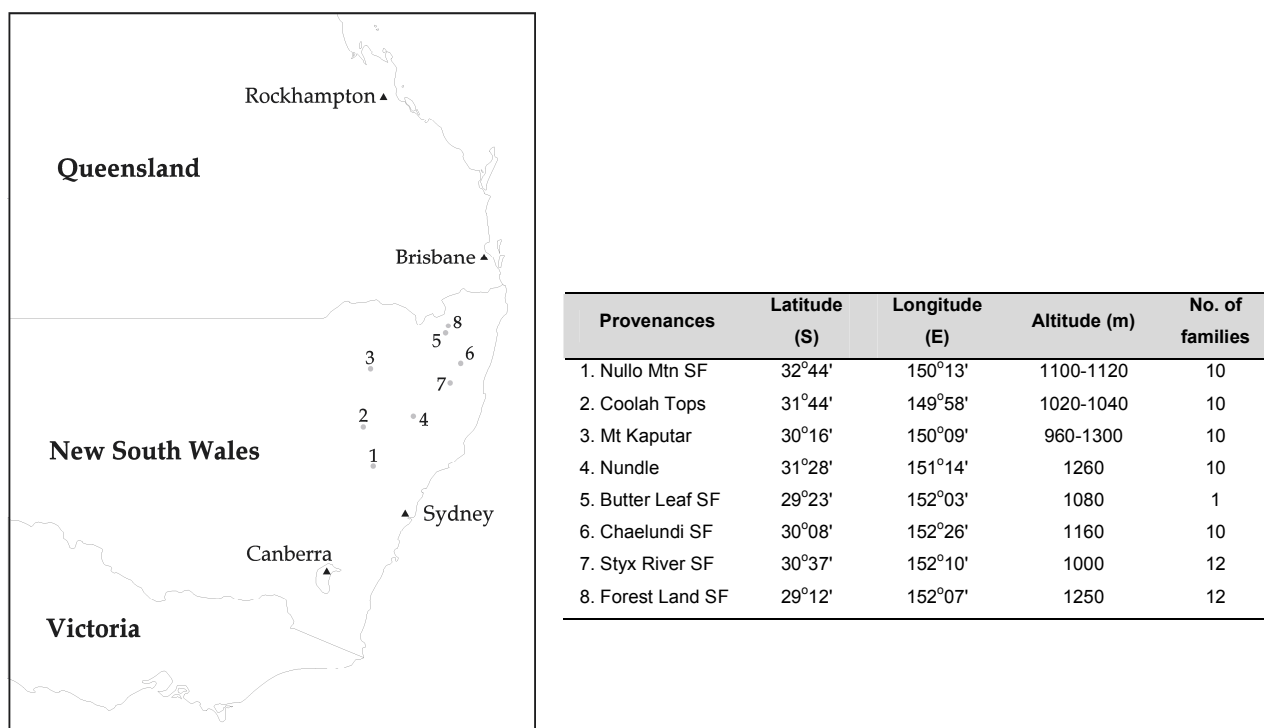 Rockhampton
Queensland
Brisbane
8
5
6
3
7
2
4
New South Wales
1
Sydney
Canberra
Victoria
Provenances Latitude (S) Longitude (E) Altitude (m) No. of families
1. Nullo Mtn SF 32°44' 150°13' 1100-1120 10
2. Coolah Tops 31°44' 149°58' 1020-1040 10
3. Mt Kaputar 30°16' 150°09' 960-1300 10
4. Nundle 31°28' 151°14' 1260 10
5. Butter Leaf SF 29°23' 152°03' 1080 1
6. Chaelundi SF 30°08' 152°26' 1160 10
7. Styx River SF 30°37' 152°10' 1000 12
8. Forest Land SF 29°12' 152°07' 1250 12